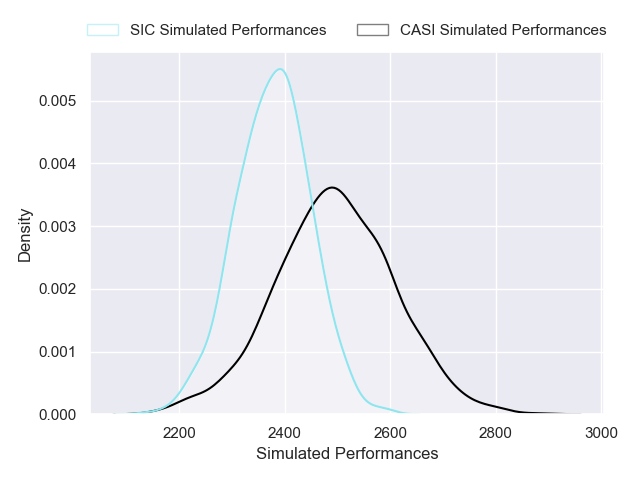 SIC Simulated Performances CASI Simulated Performances
Density
0.005
0.004
0.003
0.002
0.001
0.000
2200 2400 2600 2800 3000
Simulated Performances